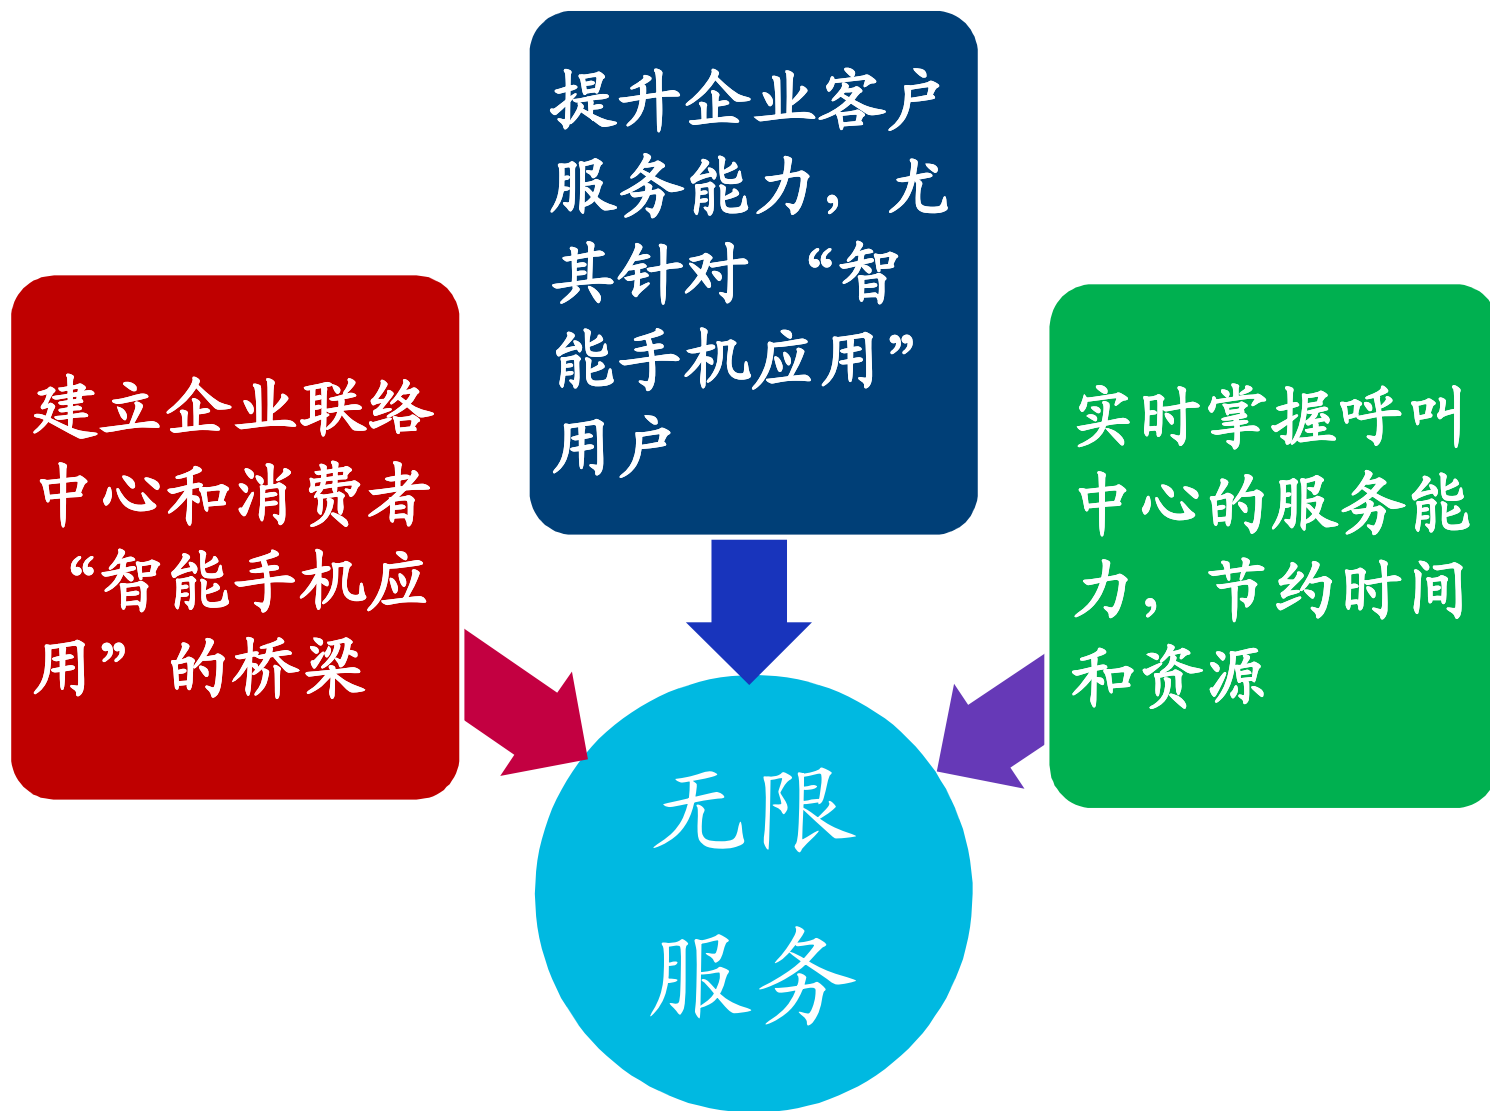 建立企业联络
中心和消费者
“智能手机应
用”的桥梁
提升企业客户
服务能力，尤
其针对 “智
能手机应用”
用户
实时掌握呼叫
中心的服务能
力，节约时间
和资源
无限
服务